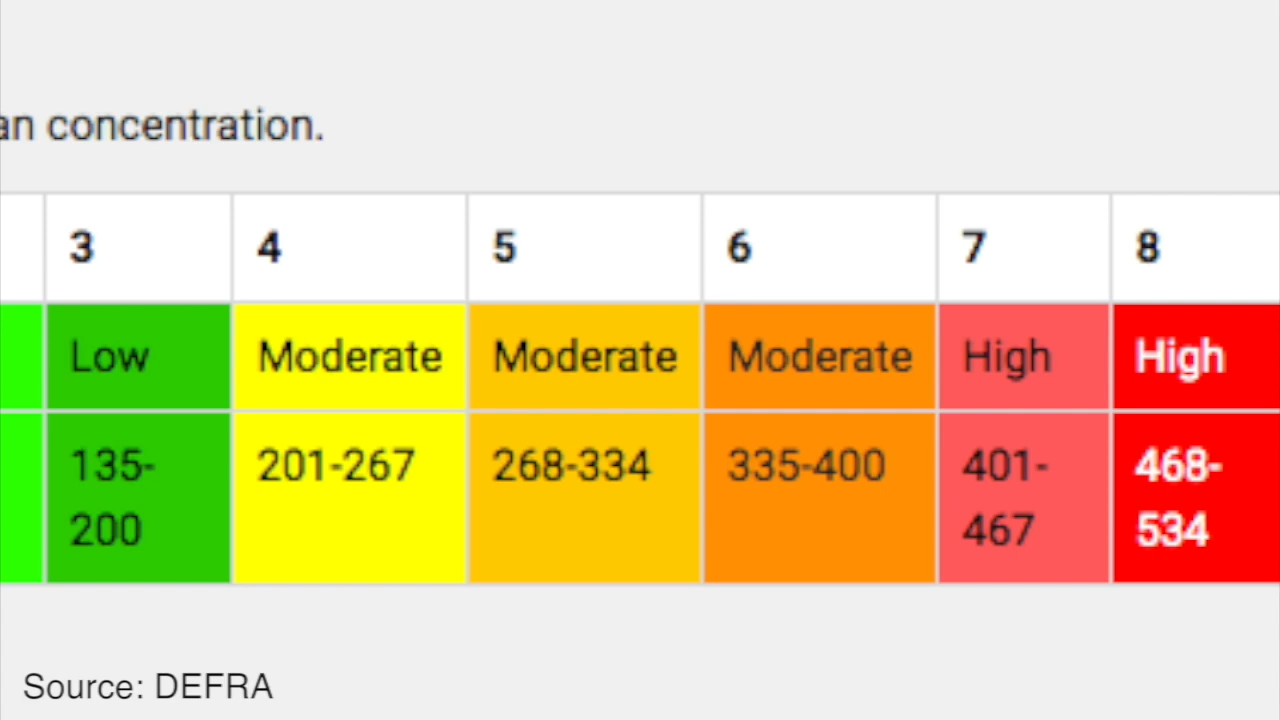 an concentration.
3 4 5 6 7 8
Low Moderate Moderate Moderate High High
135- 201-267 268-334 335-400 401- 468-
200 467 534
Source: DEFRA